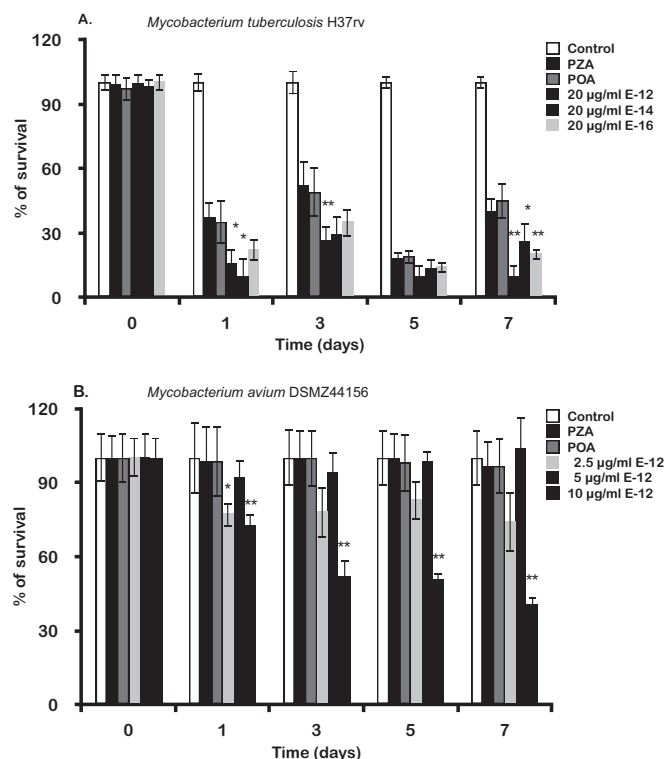 A. Mycobacterium tuberculosis H37rv
120
90
60
30
0
% of survival
Control
PZA
POA
20 µg/ml E-12
20 µg/ml E-14
20 µg/ml E-16
*
*
**
**
*
**
0 1 3 5 7
Time (days)
B. Mycobacterium avium DSMZ44156
120
90
60
30
0
% of survival
Control
PZA
POA
2.5 µg/ml E-12
5 µg/ml E-12
10 µg/ml E-12
*
**
**
**
**
0 1 3 5 7
Time (days)